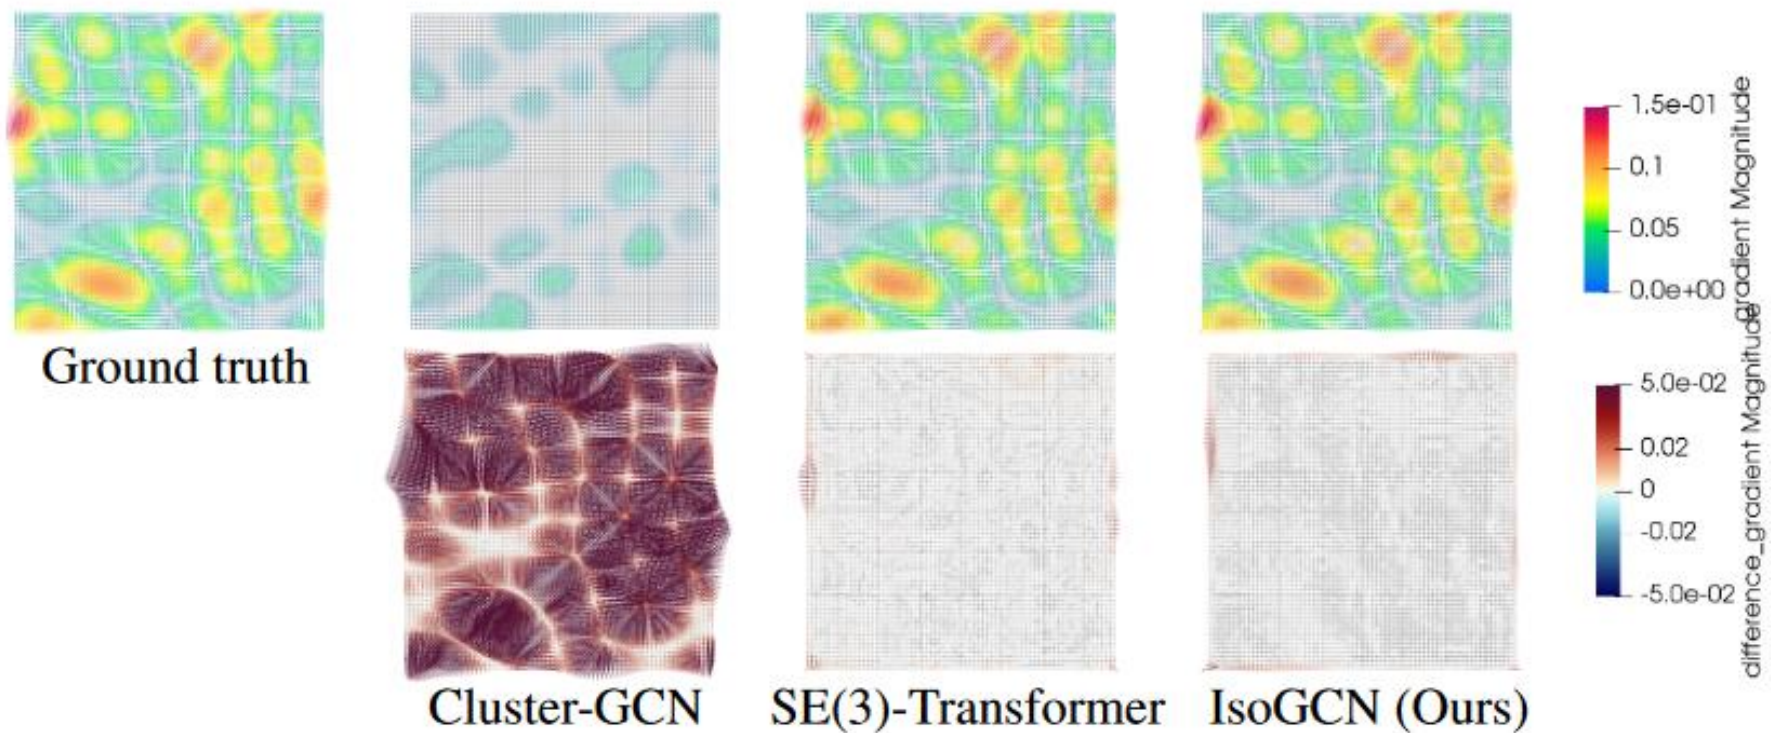 1.5e-01
0.1
0.05
0.0e+00
gradient Magnitude
Ground truth
5.0e-02
0.02
0
-0.02
-5.0e-02
difference_gradient Magnitude
Cluster-GCN
SE(3)-Transformer
IsoGCN (Ours)